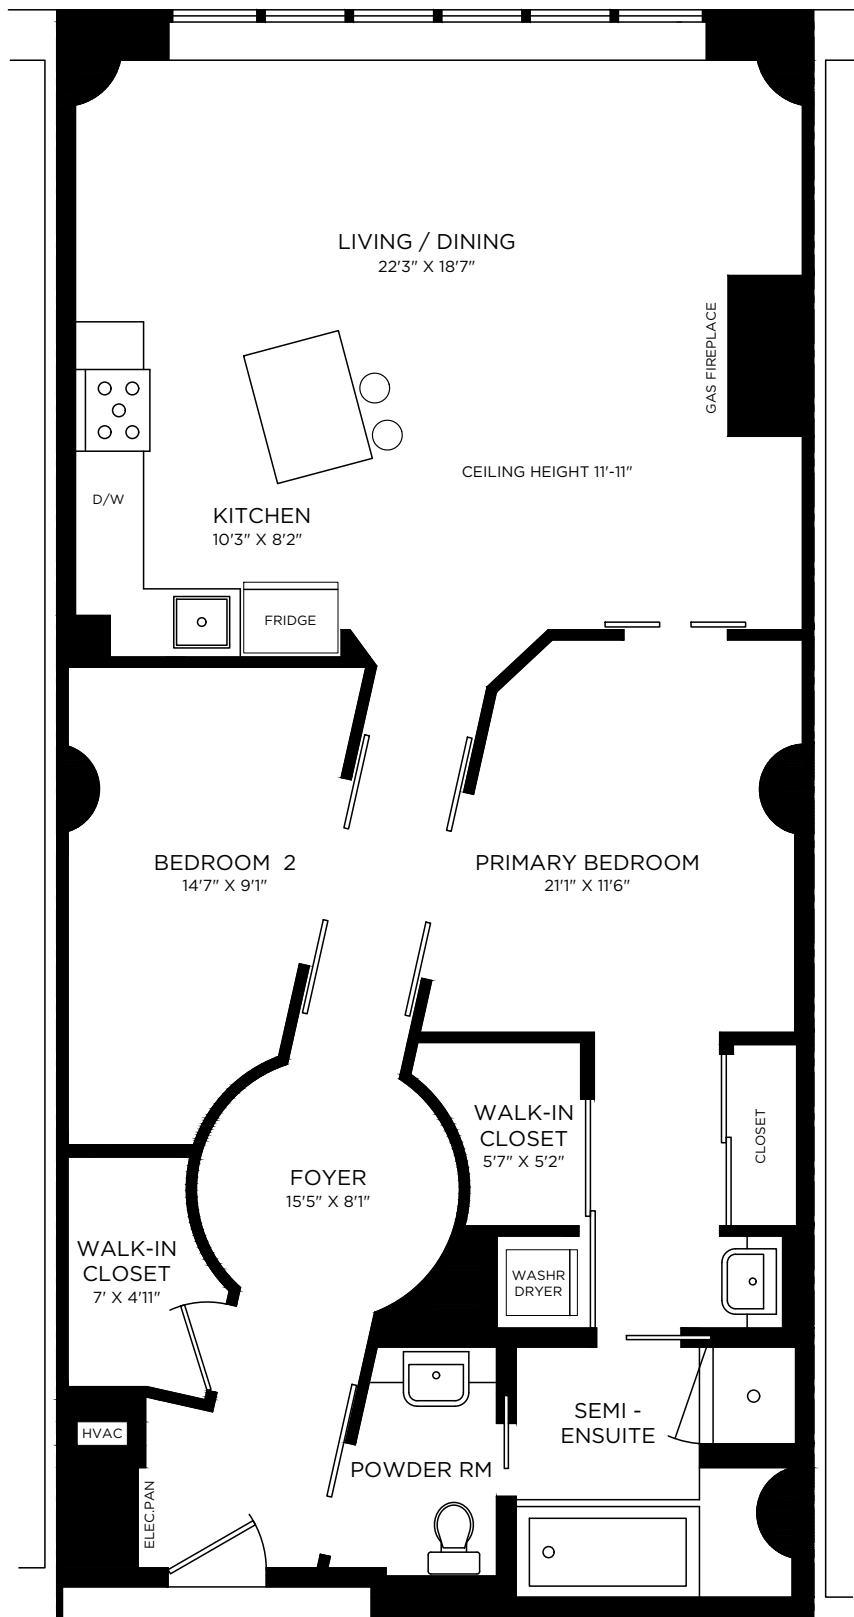 LIVING / DINING
22'3" X 18'7"
GAS FIREPLACE
CEILING HEIGHT 11'-11"
D/W
KITCHEN
10'3" X 8'2"
FRIDGE
BEDROOM 2
14'7" X 9'1"
PRIMARY BEDROOM
21'1" X 11'6"
WALK-IN
CLOSET
5'7" X 5'2"
CLOSET
FOYER
15'5" X 8'1"
WALK-IN
CLOSET
7' X 4'11"
WASHR
DRYER
HVAC
SEMI -
ENSUITE
POWDER RM
ELEC.PAN